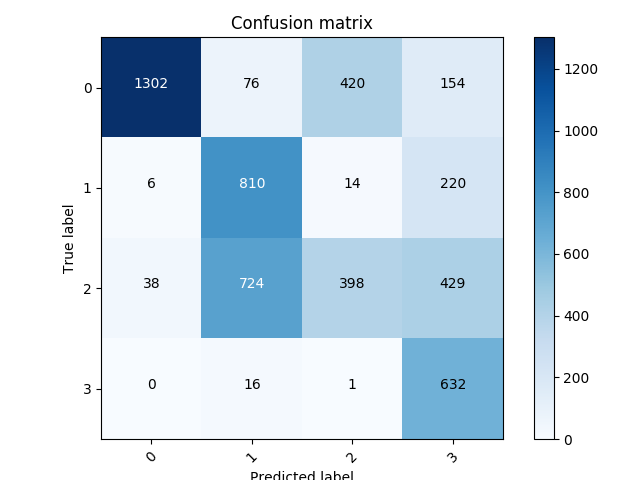 Confusion matrix
0 1302 76 420 154
1 6 810 14 220
2 38 724 398 429
3 0 16 1 632
0 1 2 3
True label
Predicted label
1200
1000
800
600
400
200
0